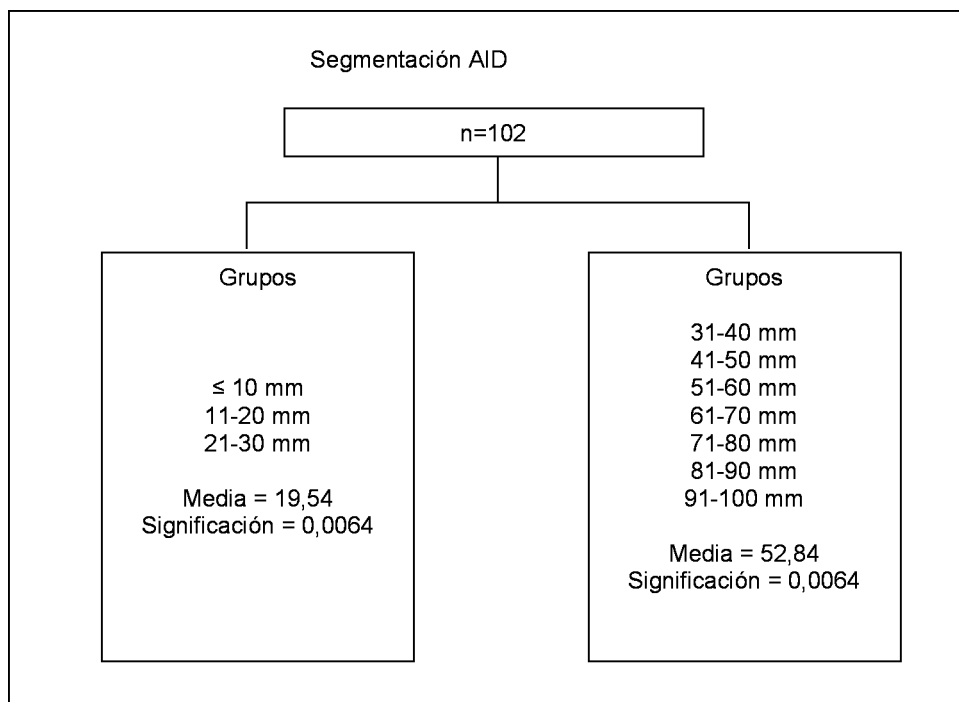 Segmentación AID
n=102
Grupos
≤ 10 mm
11-20 mm
21-30 mm
Media = 19,54
Significación = 0,0064
Grupos
31-40 mm
41-50 mm
51-60 mm
61-70 mm
71-80 mm
81-90 mm
91-100 mm
Media = 52,84
Significación = 0,0064